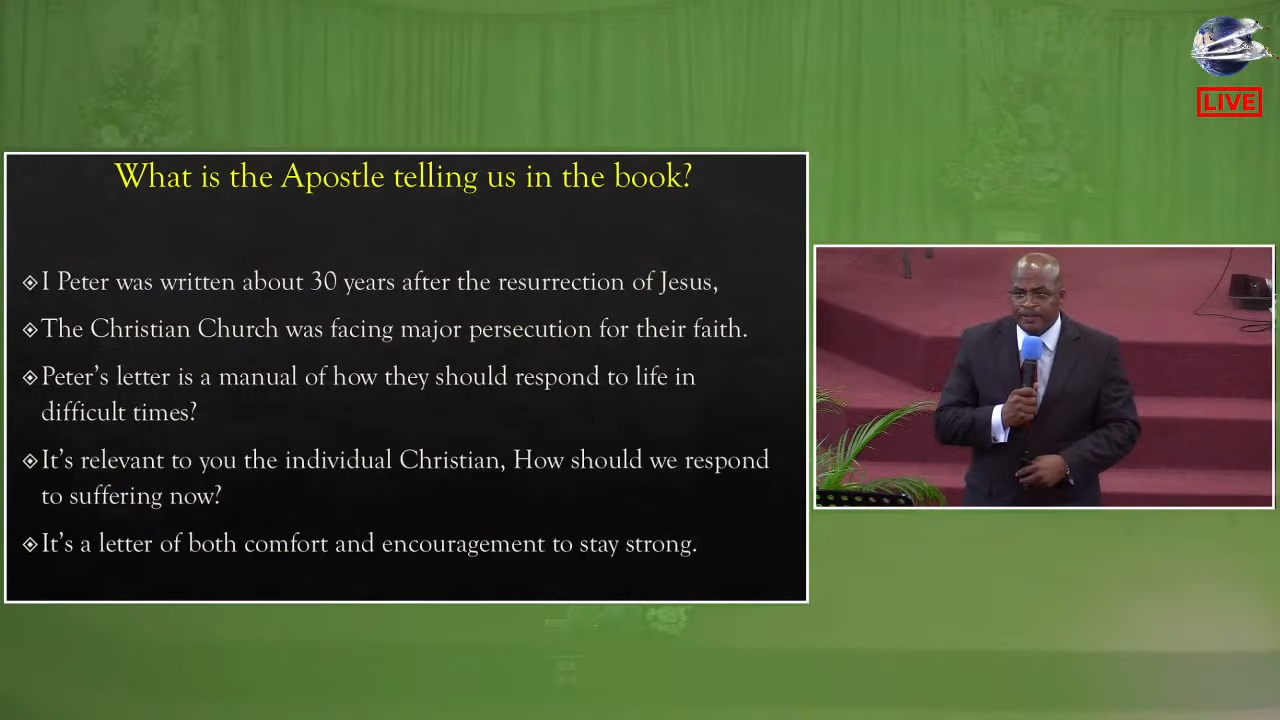 LIVE
What is the Apostle telling us in the book?
I Peter was written about 30 years after the resurrection of Jesus,
The Christian Church was facing major persecution for their faith.
Peter's letter is a manual of how they should respond to life in
difficult times?
It's relevant to you the individual Christian, How should we respond
to suffering now?
It's a letter of both comfort and encouragement to stay strong.